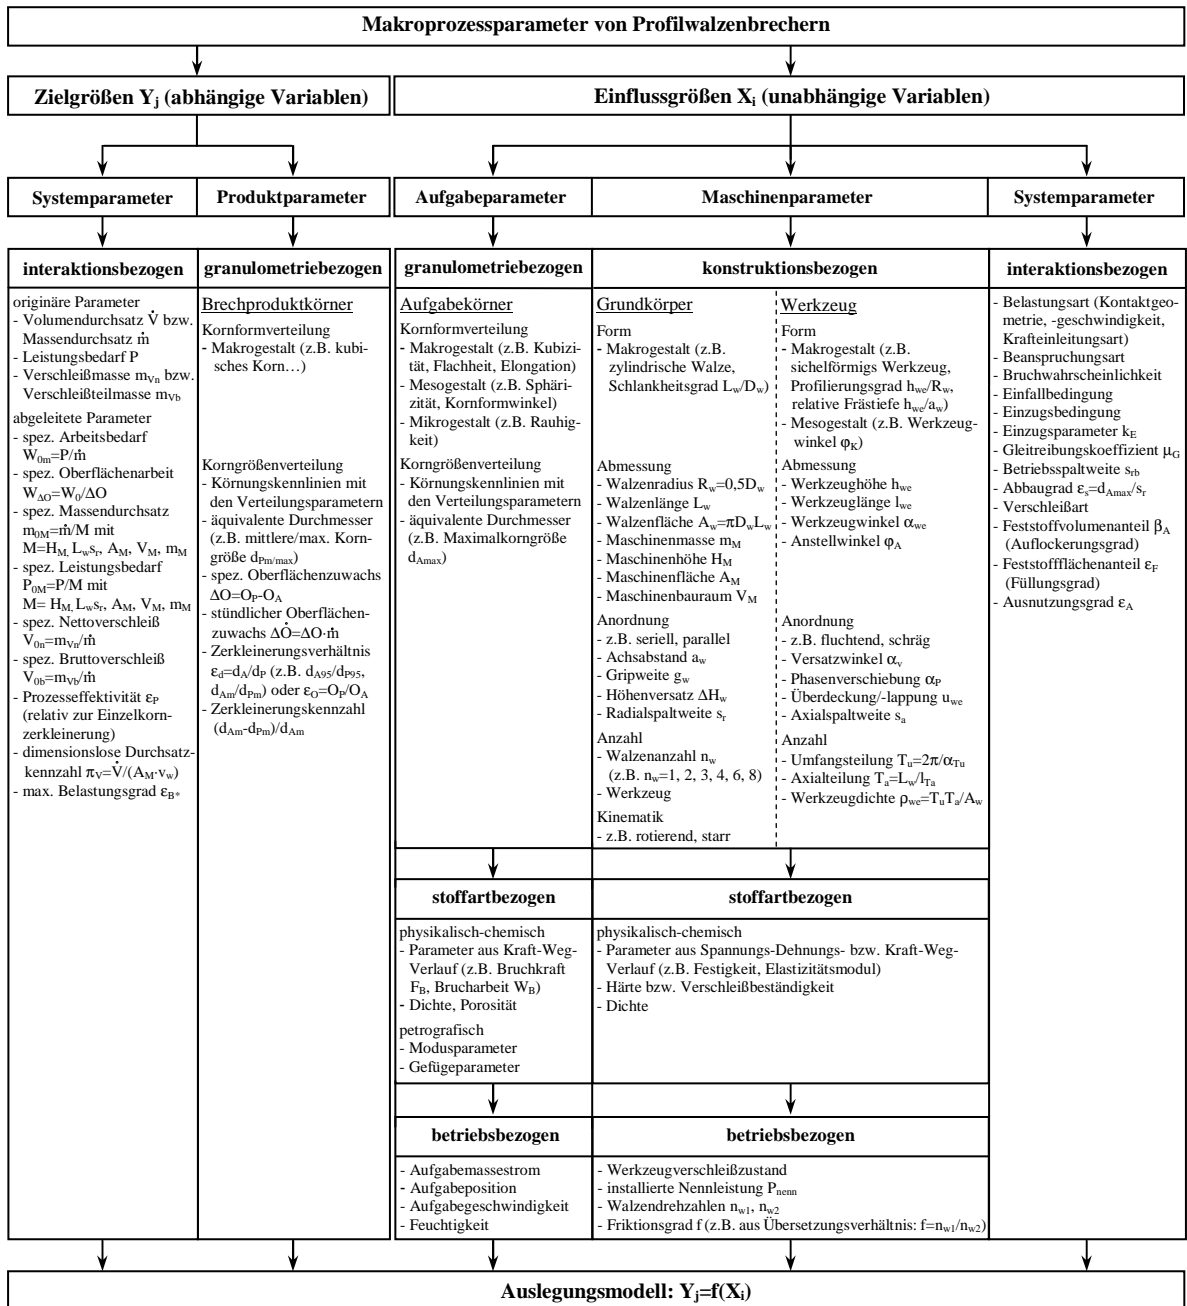 Makroprozessparameter von Profilwalzenbrechern
Zielgrößen Yj (abhängige Variablen)
Einflussgrößen Xi (unabhängige Variablen)
Systemparameter
Produktparameter
Aufgabeparameter
Maschinenparameter
Systemparameter
interaktionsbezogen
originäre Parameter
- Volumendurchsatz V̇ bzw.
Massendurchsatz ṁ
- Leistungsbedarf P
- Verschleißmasse mVn bzw.
Verschleißteilmasse mVb
abgeleitete Parameter
- spez. Arbeitsbedarf
W0m=P/ṁ
- spez. Oberflächenarbeit
WΔO=W0/ΔO
- spez. Massendurchsatz
m0M=ṁ/M mit
M=HM, Lwsr, AM, VM, mM
- spez. Leistungsbedarf
P0M=P/M mit
M= HM, Lwsr, AM, VM, mM
- spez. Nettoverschleiß
V0n=mVn/ṁ
- spez. Bruttoverschleiß
V0b=mVb/ṁ
- Prozesseffektivität εP
(relativ zur Einzelkorn-
zerkleinerung)
- dimensionslose Durchsatz-
kennzahl πV=V̇/(AM·vw)
- max. Belastungsgrad εB*
granulometriebezogen
Brechproduktkörner
Kornformverteilung
- Makrogestalt (z.B. kubi-
sches Korn…)
Korngrößenverteilung
- Körnungskennlinien mit
den Verteilungsparametern
- äquivalente Durchmesser
(z.B. mittlere/max. Korn-
größe dPm/max)
- spez. Oberflächenzuwachs
ΔO=OP-OA
- stündlicher Oberflächen-
zuwachs ΔȮ=ΔO·ṁ
- Zerkleinerungsverhältnis
εd=dA/dP (z.B. dA95/dP95,
dAm/dPm) oder εO=OP/OA
- Zerkleinerungskennzahl
(dAm-dPm)/dAm
granulometriebezogen
Aufgabekörner
Kornformverteilung
- Makrogestalt (z.B. Kubizi-
tät, Flachheit, Elongation)
- Mesogestalt (z.B. Sphäri-
zität, Kornformwinkel)
- Mikrogestalt (z.B. Rauhig-
keit)
Korngrößenverteilung
- Körnungskennlinien mit
den Verteilungsparametern
- äquivalente Durchmesser
(z.B. Maximalkorngröße
dAmax)
konstruktionsbezogen
Grundkörper
Form
- Makrogestalt (z.B.
zylindrische Walze,
Schlankheitsgrad Lw/Dw)
Abmessung
- Walzenradius Rw=0,5Dw
- Walzenlänge Lw
- Walzenfläche Aw=πDwLw
- Maschinenmasse mM
- Maschinenhöhe HM
- Maschinenfläche AM
- Maschinenbauraum VM
Anordnung
- z.B. seriell, parallel
- Achsabstand aw
- Gripweite gw
- Höhenversatz ΔHw
- Radialspaltweite sr
Anzahl
- Walzenanzahl nw
(z.B. nw=1, 2, 3, 4, 6, 8)
- Werkzeug
Kinematik
- z.B. rotierend, starr
Werkzeug
Form
- Makrogestalt (z.B.
sichelförmigs Werkzeug,
Profilierungsgrad hwe/Rw,
relative Frästiefe hwe/aw)
- Mesogestalt (z.B. Werkzeug-
winkel φK)
Abmessung
- Werkzeughöhe hwe
- Werkzeuglänge lwe
- Werkzeugwinkel αwe
- Anstellwinkel φA
Anordnung
- z.B. fluchtend, schräg
- Versatzwinkel αv
- Phasenverschiebung αP
- Überdeckung/-lappung uwe
- Axialspaltweite sa
Anzahl
- Umfangsteilung Tu=2π/αTu
- Axialteilung Ta=Lw/lTa
- Werkzeugdichte ρwe=TuTa/Aw
interaktionsbezogen
- Belastungsart (Kontaktgeo-
metrie, -geschwindigkeit,
Krafteinleitungsart)
- Beanspruchungsart
- Bruchwahrscheinlichkeit
- Einfallbedingung
- Einzugsbedingung
- Einzugsparameter kE
- Gleitreibungskoeffizient μG
- Betriebsspaltweite srb
- Abbaugrad εs=dAmax/sr
- Verschleißart
- Feststoffvolumenanteil βA
(Auflockerungsgrad)
- Feststoffflächenanteil εF
(Füllungsgrad)
- Ausnutzungsgrad εA
stoffartbezogen
physikalisch-chemisch
- Parameter aus Kraft-Weg-
Verlauf (z.B. Bruchkraft
FB, Brucharbeit WB)
- Dichte, Porosität
petrografisch
- Modusparameter
- Gefügeparameter
stoffartbezogen
physikalisch-chemisch
- Parameter aus Spannungs-Dehnungs- bzw. Kraft-Weg-
Verlauf (z.B. Festigkeit, Elastizitätsmodul)
- Härte bzw. Verschleißbeständigkeit
- Dichte
betriebsbezogen
- Aufgabemassestrom
- Aufgabeposition
- Aufgabegeschwindigkeit
- Feuchtigkeit
betriebsbezogen
- Werkzeugverschleißzustand
- installierte Nennleistung Pnenn
- Walzendrehzahlen nw1, nw2
- Friktionsgrad f (z.B. aus Übersetzungsverhältnis: f=nw1/nw2)
Auslegungsmodell: Yj=f(Xi)